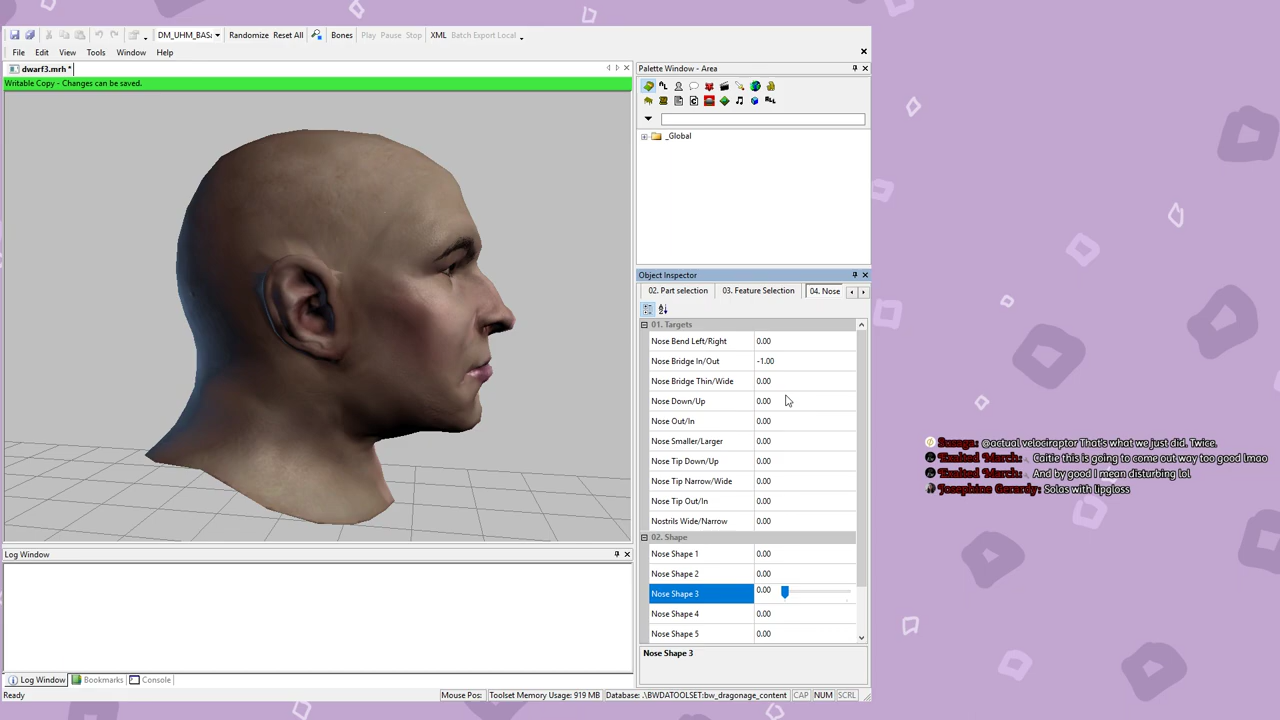 DM_UHM_BAS
Randomize Reset All
Bones
Play Pause Stop
XML Batch Export Local
File Edit View Tools Window Help
dwarf3.mrh *
Writable Copy - Changes can be saved.
Palette Window - Area
_Global
Object Inspector
02. Part selection 03. Feature Selection 04. Nose
01. Targets
Nose Bend Left/Right 0.00
Nose Bridge In/Out -1.00
Nose Bridge Thin/Wide 0.00
Nose Down/Up 0.00
Nose Out/In 0.00
Nose Smaller/Larger 0.00
Nose Tip Down/Up 0.00
Nose Tip Narrow/Wide 0.00
Nose Tip Out/In 0.00
Nostrils Wide/Narrow 0.00
02. Shape
Nose Shape 1 0.00
Nose Shape 2 0.00
Nose Shape 3 0.00
Nose Shape 4 0.00
Nose Shape 5 0.00
Nose Shape 3
Log Window
Log Window Bookmarks Console
Ready
Mouse Pos: Toolset Memory Usage: 919 MB Database: .\BWDATOOLSET:bw_dragonage_content CAP NUM SCRL
@actual velociraptor That's what we just did. Twice.
Exalted March: Caitie this is going to come out way too good lmao
Exalted March: And by good I mean disturbing lol.
Josephine Gerardy: Solas with lipgloss